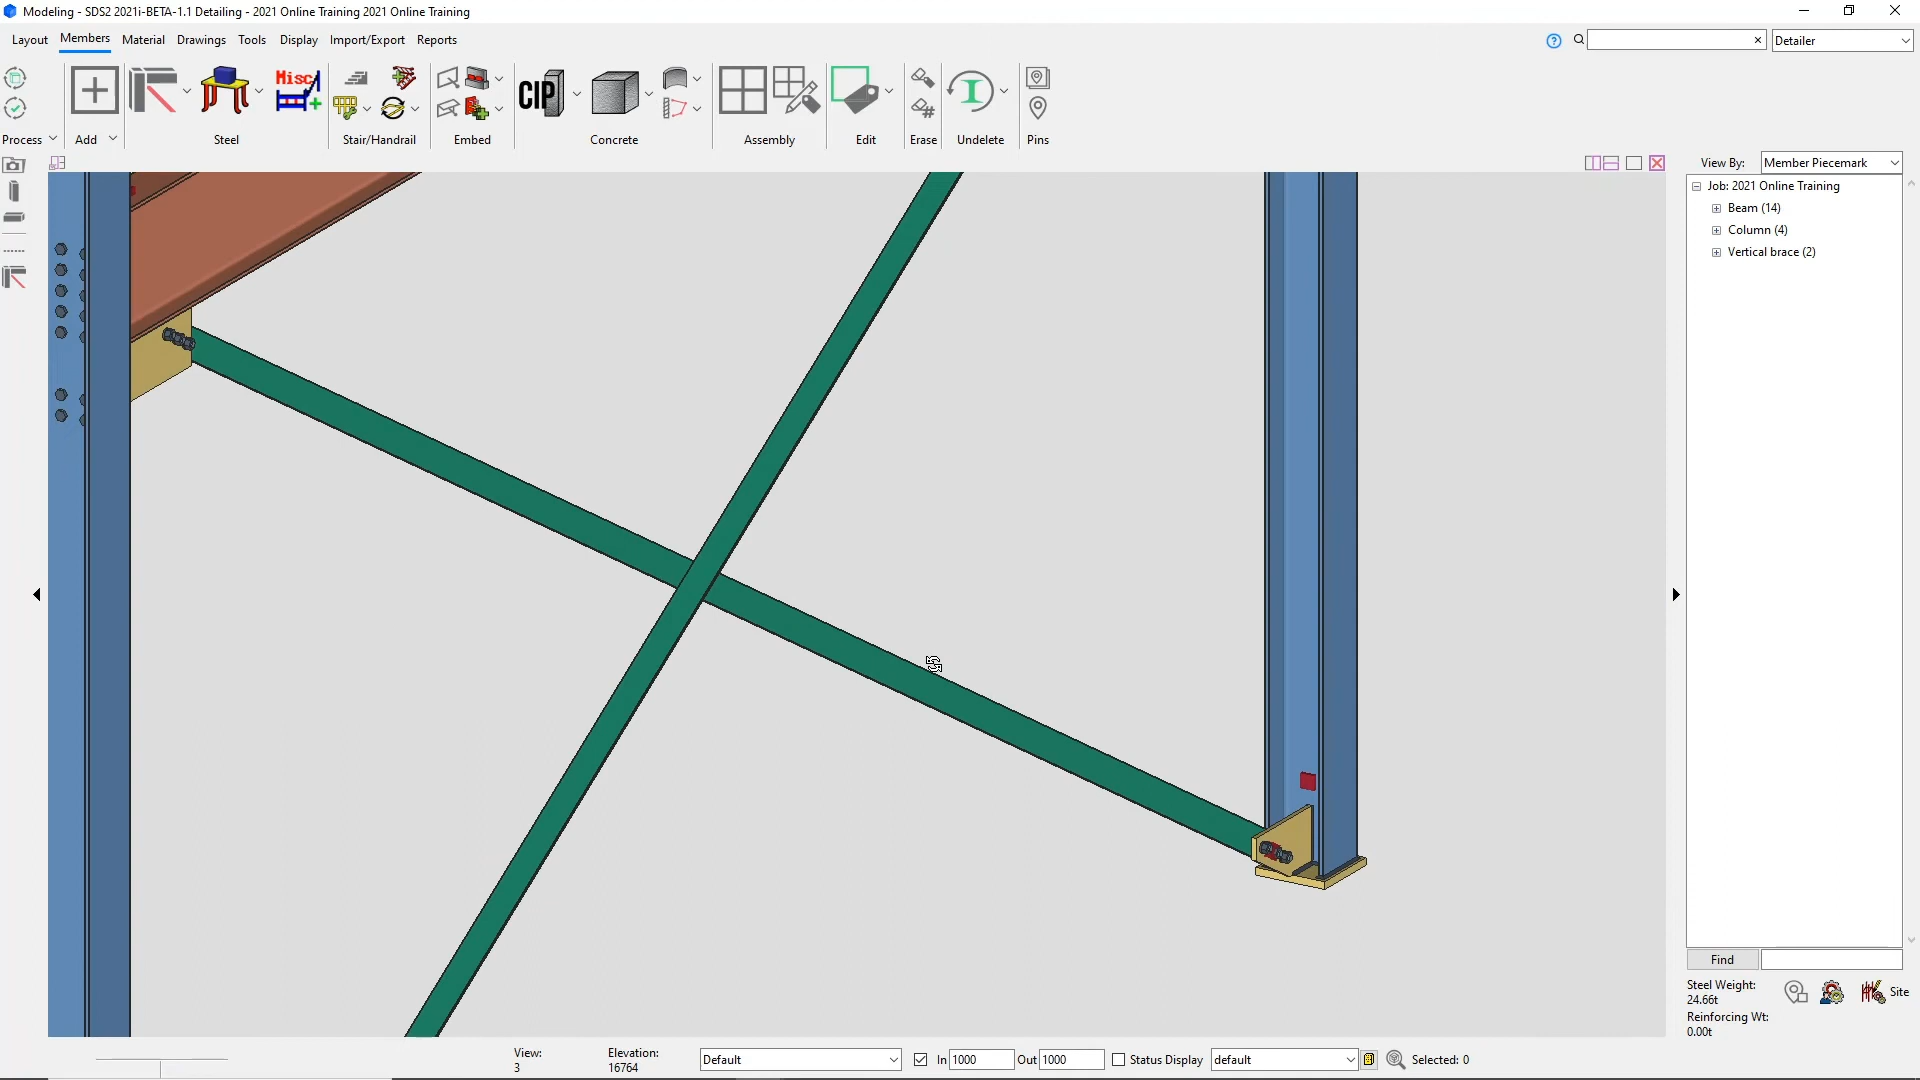 Modeling - SDS2 2021i-BETA-1.1 Detailing - 2021 Online Training 2021 Online Training
Layout Members Material Drawings Tools Display Import/Export Reports
Detailer
Misc
CIP
Process Add Steel Stair/Handrail Embed Concrete Assembly Edit Erase Undelete Pins
View By: Member Piecemark
Job: 2021 Online Training
Beam (14)
Column (4)
Vertical brace (2)
Find
Steel Weight:
24.66t
Site
Reinforcing Wt:
0.00t
View:
3
Elevation:
16764
Default
In 1000 Out 1000 Status Display default Selected: 0